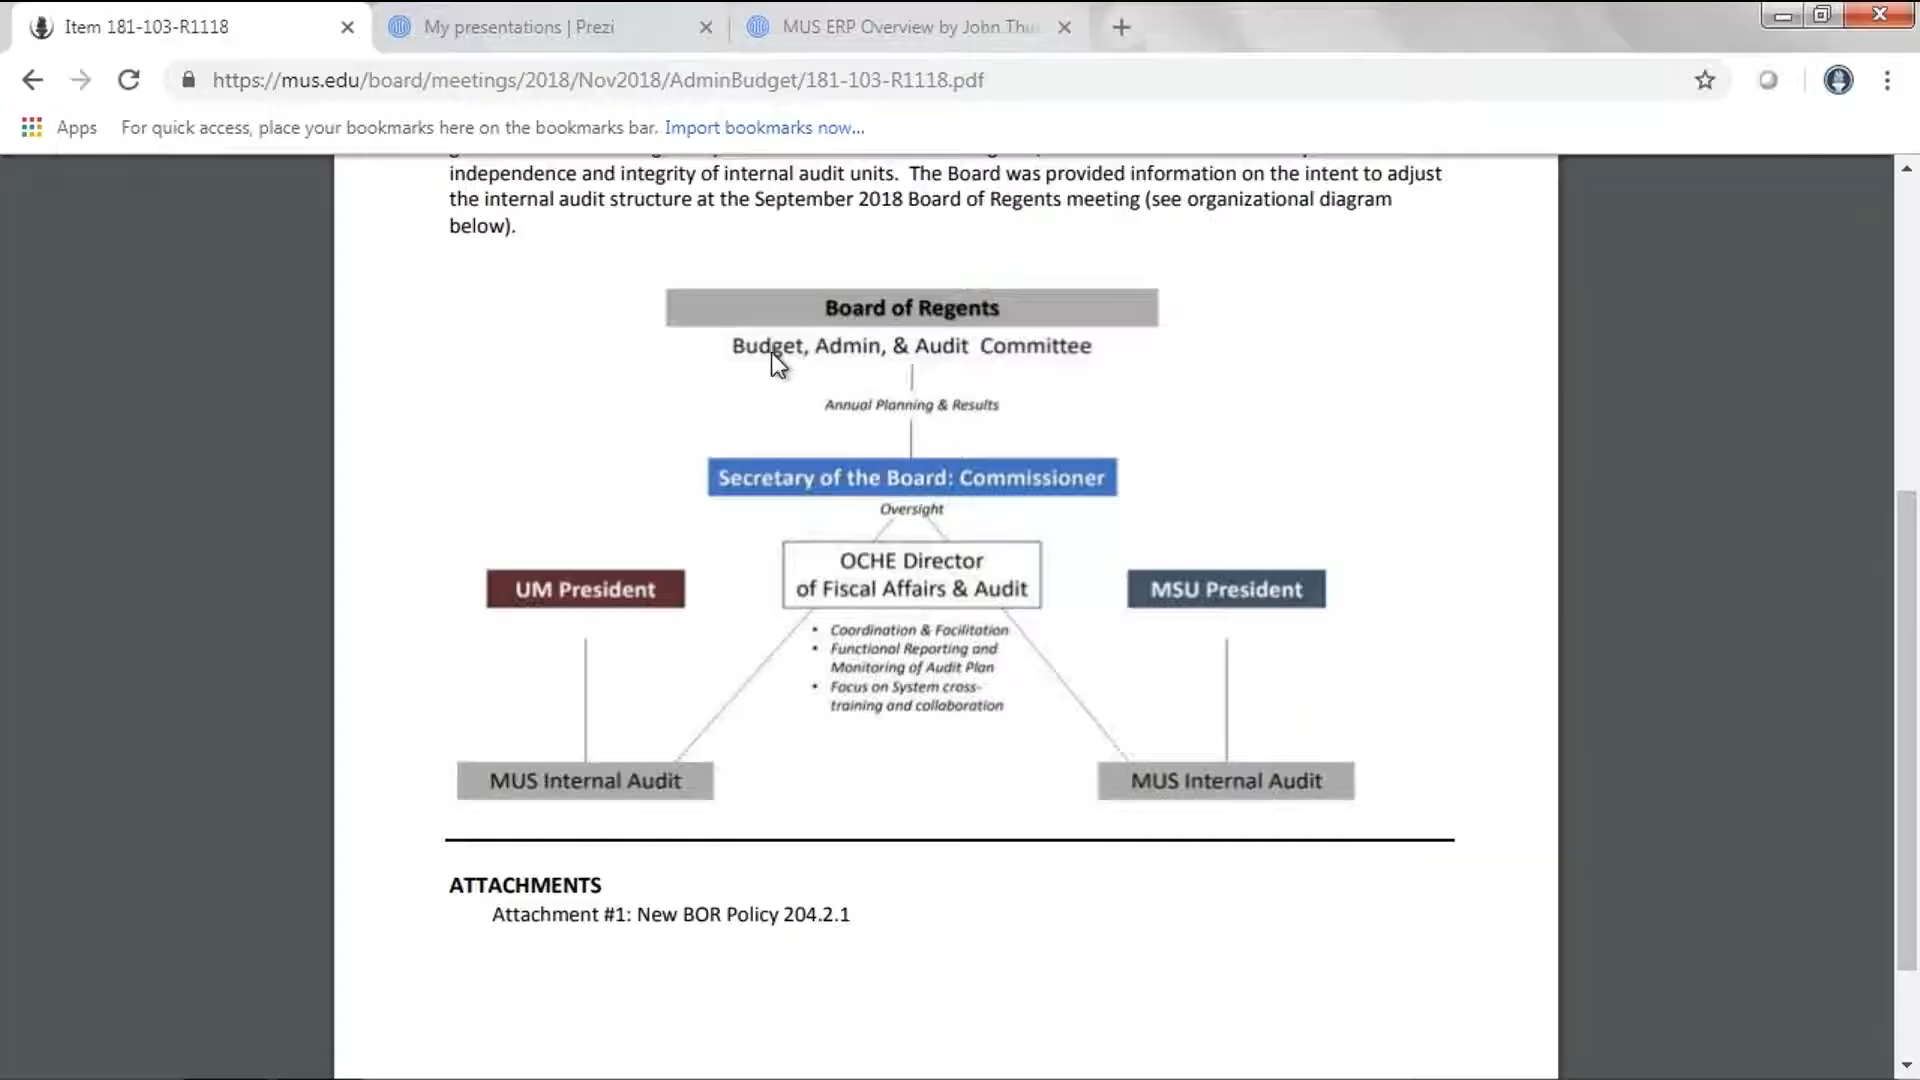 Item 181-103-R1118
My presentations | Prezi
MUS ERP Overview by John Thu
https://mus.edu/board/meetings/2018/Nov2018/AdminBudget/181-103-R1118.pdf
Apps
For quick access, place your bookmarks here on the bookmarks bar. Import bookmarks now...
independence and integrity of internal audit units. The Board was provided information on the intent to adjust
the internal audit structure at the September 2018 Board of Regents meeting (see organizational diagram
below).
Board of Regents
Budget, Admin, & Audit Committee
Annual Planning & Results
Secretary of the Board: Commissioner
Oversight
OCHE Director
of Fiscal Affairs & Audit
UM President
MSU President
• Coordination & Facilitation
• Functional Reporting and
Monitoring of Audit Plan
• Focus on System cross-
training and collaboration
MUS Internal Audit
MUS Internal Audit
ATTACHMENTS
Attachment #1: New BOR Policy 204.2.1